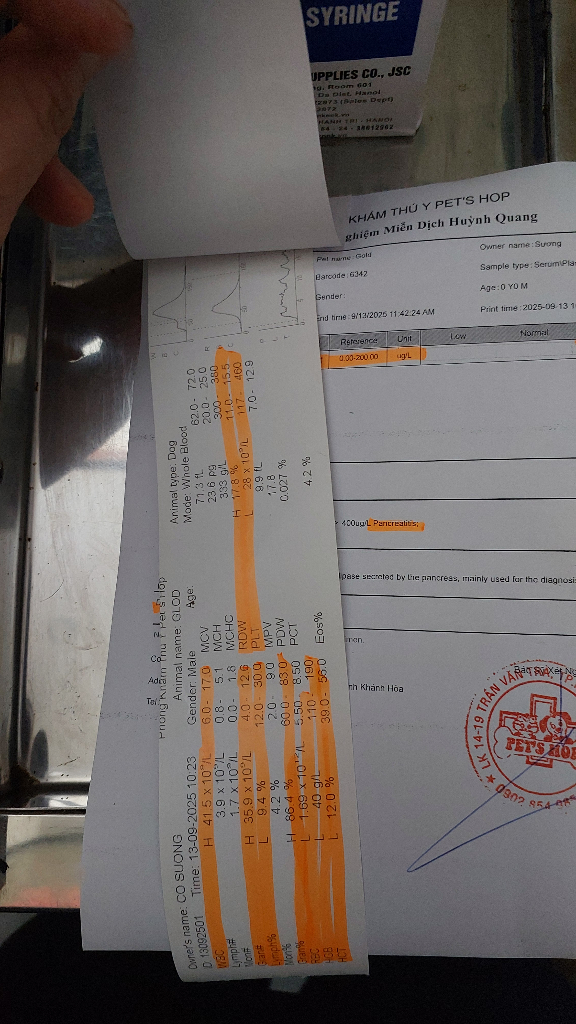 SYRINGE
UPPLIES CO., JSC
Room 601
Da Dist, Hanoi
KHÁM THÚ Y PET'S HOP
ghiệm Miễn Dịch Huỳnh Quang
Pet name: Gold
Owner name: Sương
Barcode: 6342
Sample type: Serum\Pla
Gender:
Age: 0 Y0 M
End time: 9/13/2025 11:42:24 AM
Print time: 2025-09-13 1
Reference Unit Low Normal
0.00-200.00 ug/L
400ug/L Pancreatitis;
ipase secreted by the pancreas, mainly used for the diagnosi
nh Khánh Hòa
LK 14-19 TRẦN VĂN TRÀ, TP
PET'S HOP
Phòng Khám Thú Y Pet's Hop
Owner's name: CO SUONG
Animal name: GLOD
Animal type: Dog
ID 13092501 Time: 13-09-2025 10:23
Gender: Male Age:
Mode: Whole Blood
WBC H 41.5 x 10⁹/L 6.0 - 17.0
Lymph# 3.9 x 10⁹/L 0.8 - 5.1
Mon# 1.7 x 10⁹/L 0.0 - 1.8
Gran# H 35.9 x 10⁹/L 4.0 - 12.6
Lymph% L 9.4 % 12.0 - 30.0
Mon% 4.2 % 2.0 - 9.0
Gran% H 86.4 % 60.0 - 83.0
RBC L 1.69 x 10¹²/L 5.50 - 8.50
HGB L 40 g/L 110 - 190
HCT L 12.0 % 39.0 - 56.0
MCV 71.3 fL 62.0 - 72.0
MCH 23.6 pg 20.0 - 25.0
MCHC 333 g/L 300 - 380
RDW H 17.8 % 11.0 - 15.5
PLT L 28 x 10⁹/L 117 - 460
MPV 9.9 fL 7.0 - 12.9
PDW 17.8
PCT 0.027 %
Eos% 4.2 %